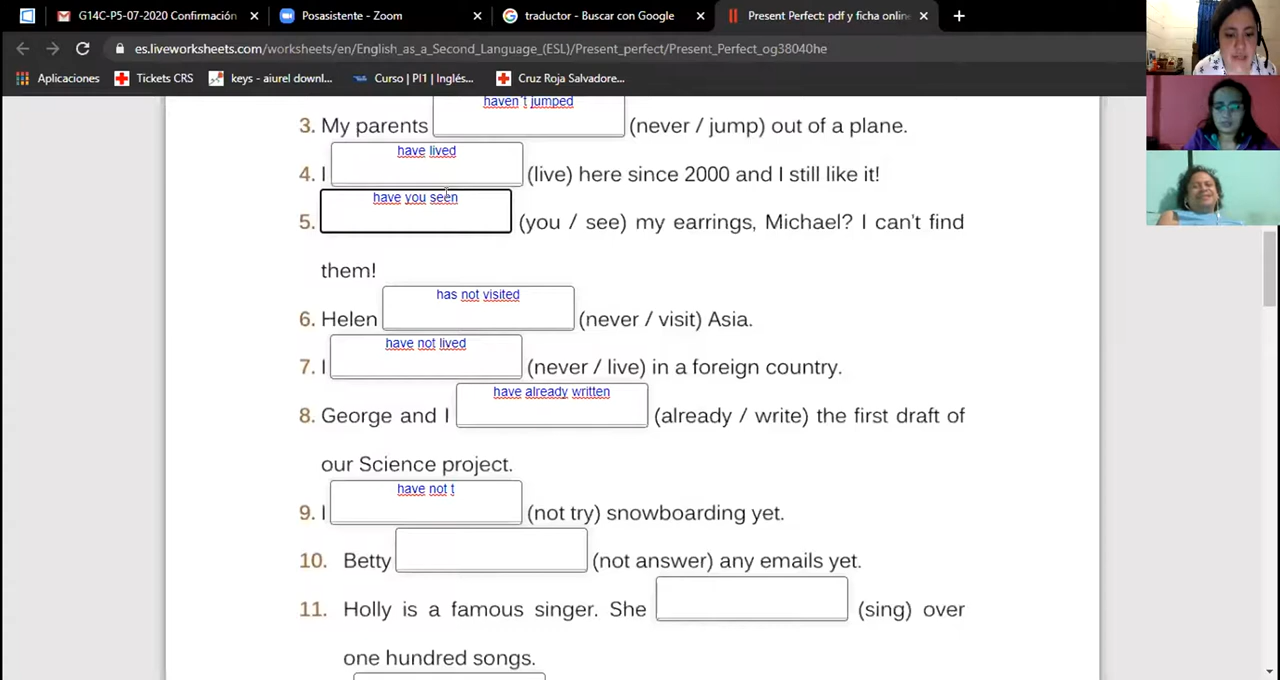 G14C-P5-07-2020 Confirmación
Posasistente - Zoom
traductor - Buscar con Google
Present Perfect: pdf y ficha onlin
es.liveworksheets.com/worksheets/en/English_as_a_Second_Language_(ESL)/Present_perfect/Present_Perfect_og38040he
Aplicaciones
Tickets CRS
keys - aiurel downl...
Curso | PI1 | Inglés...
Cruz Roja Salvadore...
haven´t jumped
3. My parents (never / jump) out of a plane.
have lived
4. I (live) here since 2000 and I still like it!
have you seen
5. (you / see) my earrings, Michael? I can't find
them!
has not visited
6. Helen (never / visit) Asia.
have not lived
7. I (never / live) in a foreign country.
have already written
8. George and I (already / write) the first draft of
our Science project.
have not t
9. I (not try) snowboarding yet.
10. Betty (not answer) any emails yet.
11. Holly is a famous singer. She (sing) over
one hundred songs.